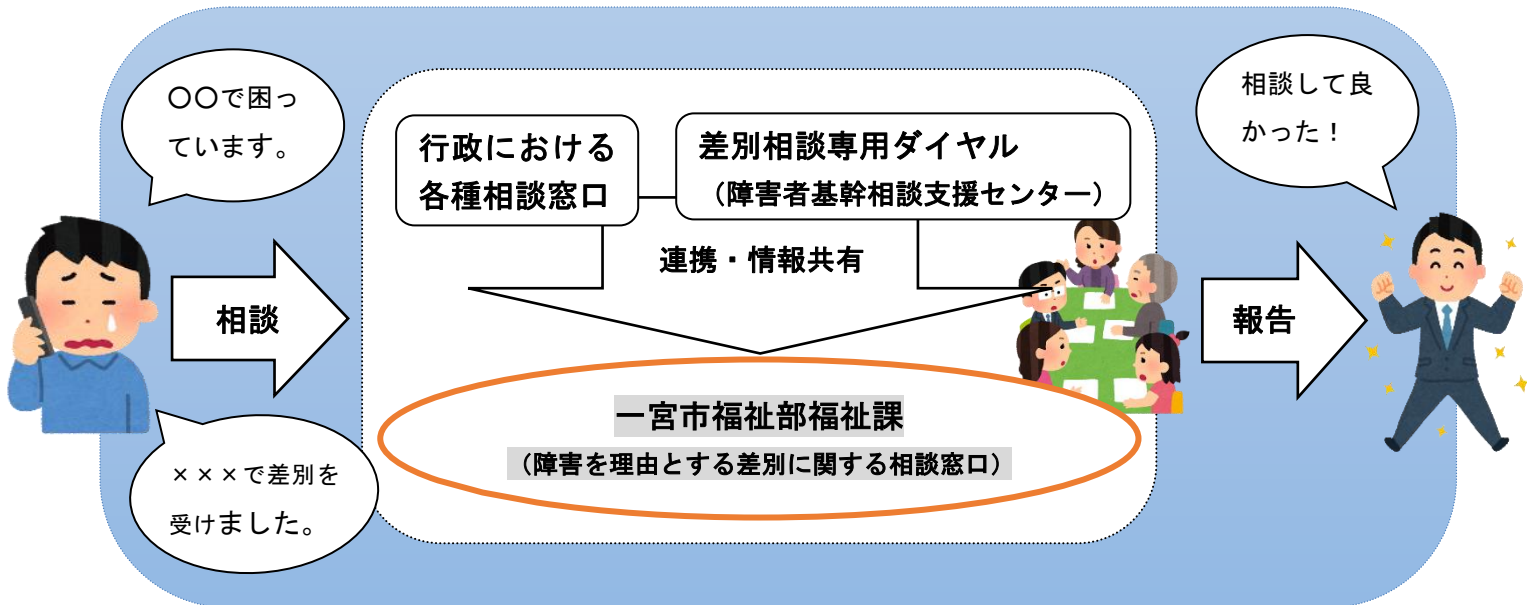 〇〇で困っ
ています。
×××で差別を
受けました。
相談
行政における
各種相談窓口
差別相談専用ダイヤル
（障害者基幹相談支援センター）
連携・情報共有
一宮市福祉部福祉課
（障害を理由とする差別に関する相談窓口）
報告
相談して良
かった！